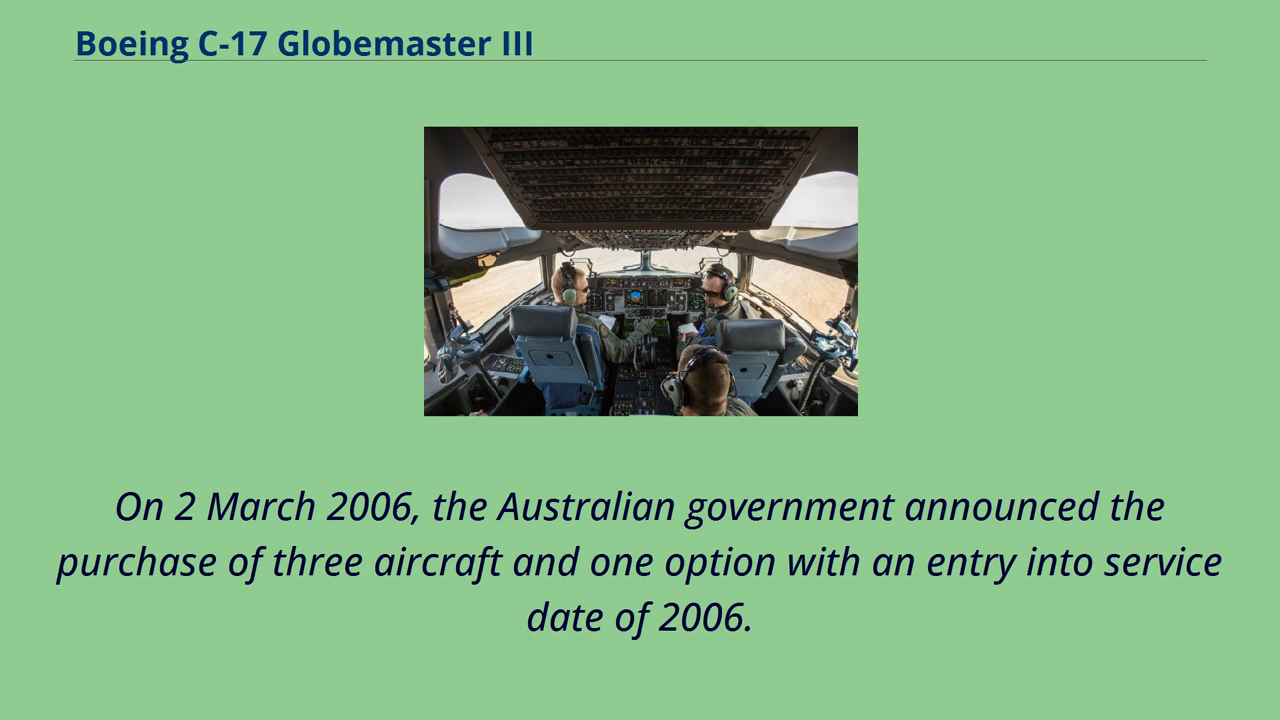 Boeing C-17 Globemaster III
On 2 March 2006, the Australian government announced the
purchase of three aircraft and one option with an entry into service
date of 2006.